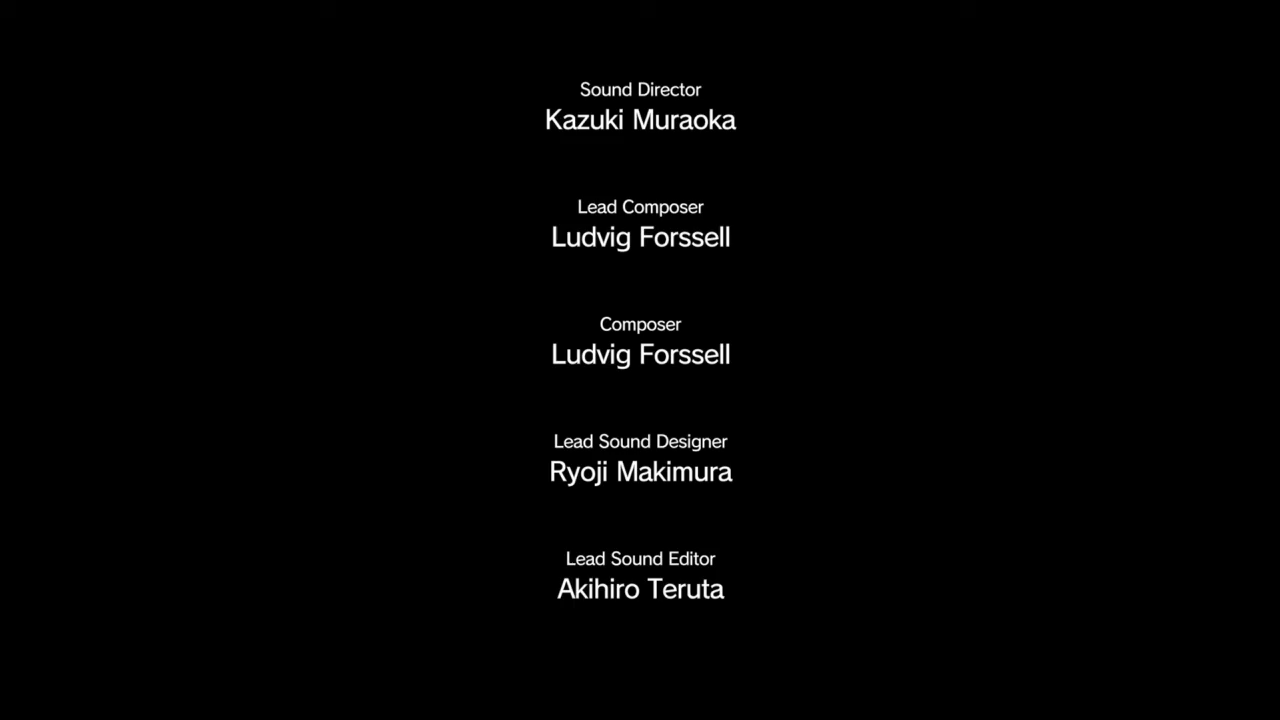 Sound Director
Kazuki Muraoka
Lead Composer
Ludvig Forssell
Composer
Ludvig Forssell
Lead Sound Designer
Ryoji Makimura
Lead Sound Editor
Akihiro Teruta